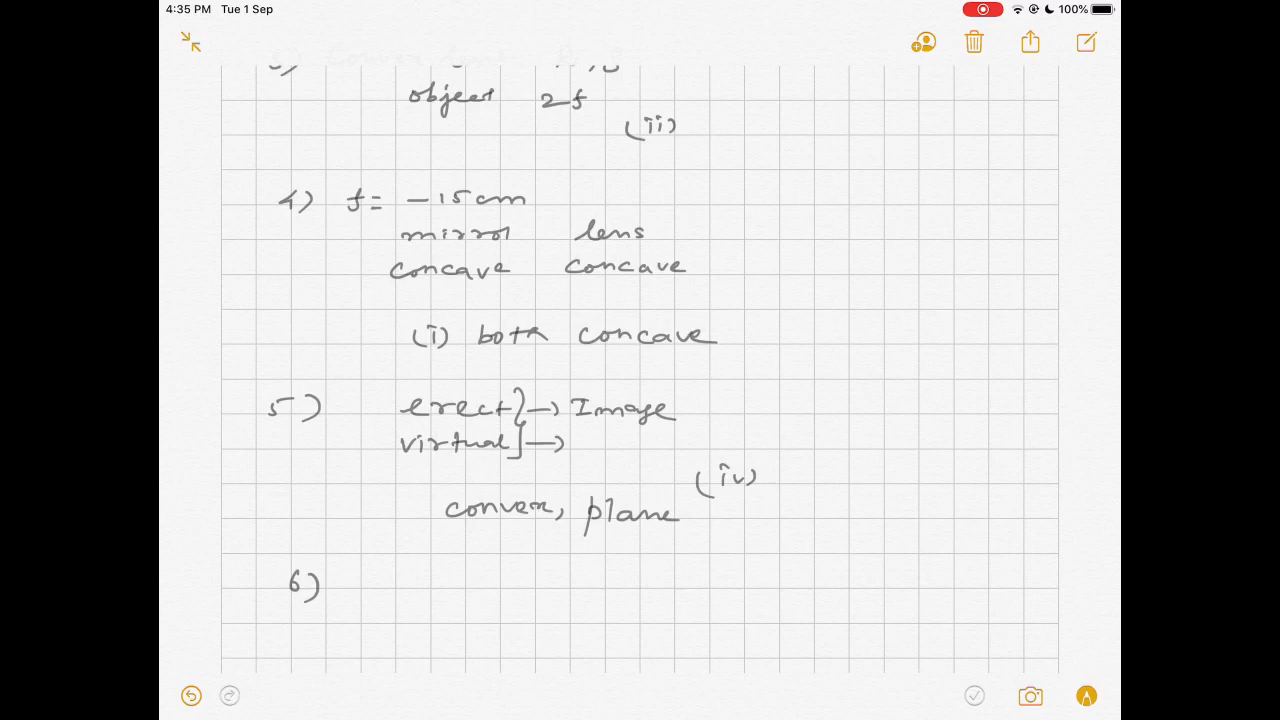 4:35 PM Tue 1 Sep 100%
object 2f
(ii)
4) f = -15cm
mirror lens
concave concave
(i) both concave
5) erect} → Image
virtual] →
(iv)
convex, plane
6)